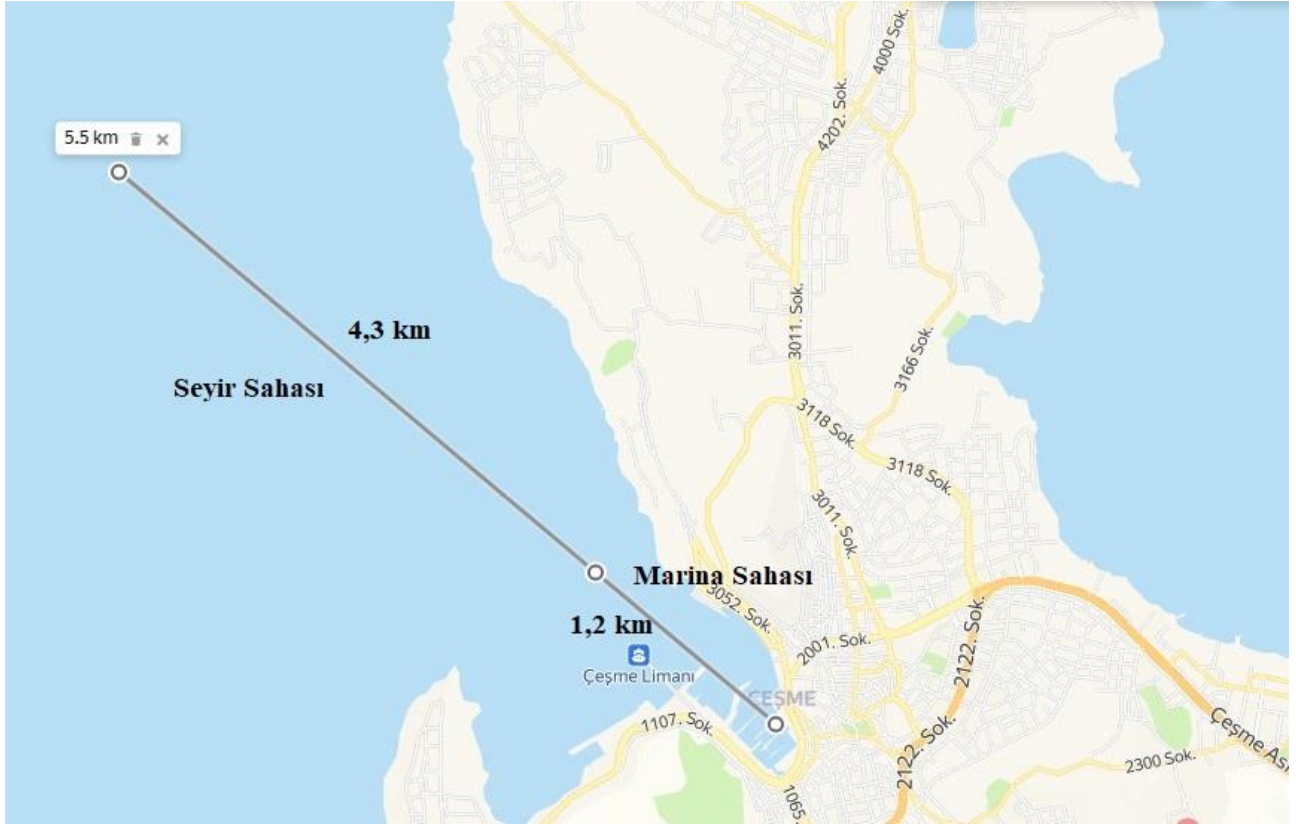 4000 Sok.
4202. Sok.
5.5 km
3011. Sok.
4,3 km
3166 Sok.
Seyir Sahası
3118 Sok.
3118 Sok.
3011. Sok.
Marina Sahası
3052. Sok.
1,2 km
2001. Sok.
2122. Sok.
Çeşme Limanı
ÇEŞME
1107. Sok.
2122. Sok.
Çeşme
2300 Sok.
1065.